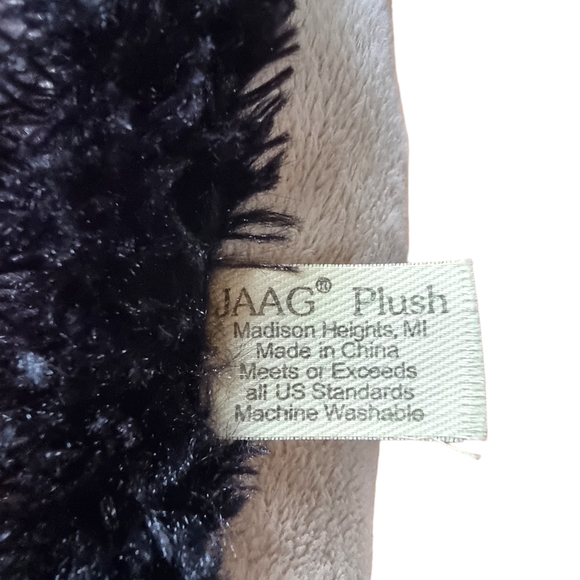 JAAG® Plush
Madison Heights, MI
Made in China
Meets or Exceeds
all US Standards
Machine Washable